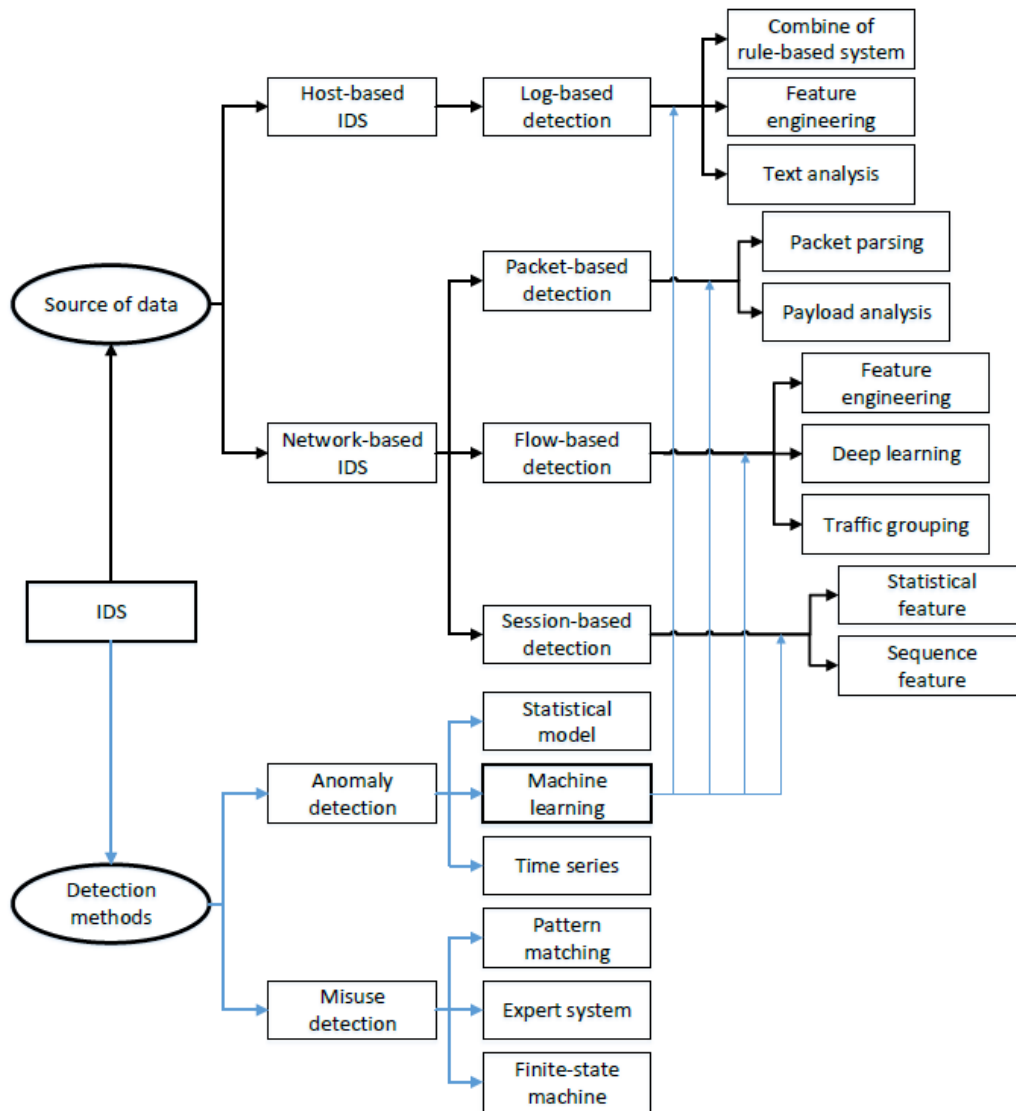 Combine of
rule-based system
Host-based
IDS
Log-based
detection
Feature
engineering
Text analysis
Packet parsing
Source of data
Packet-based
detection
Payload analysis
Feature
engineering
Network-based
IDS
Flow-based
detection
Deep learning
Traffic grouping
IDS
Statistical
feature
Session-based
detection
Sequence
feature
Statistical
model
Anomaly
detection
Machine
learning
Time series
Detection
methods
Pattern
matching
Misuse
detection
Expert system
Finite-state
machine